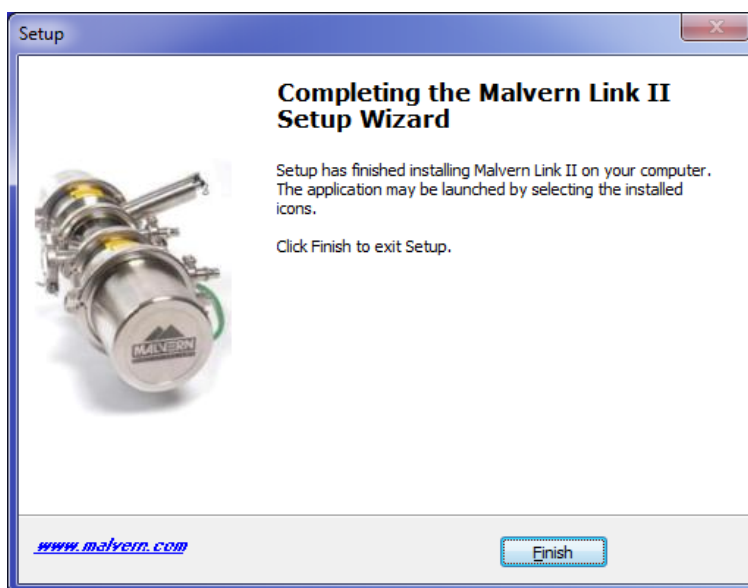 Setup
Completing the Malvern Link II
Setup Wizard
Setup has finished installing Malvern Link II on your computer.
The application may be launched by selecting the installed
icons.
Click Finish to exit Setup.
MALVERN
www.malvern.com
Finish